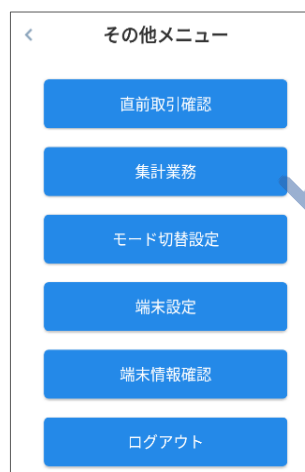 その他メニュー
直前取引確認
集計業務
モード切替設定
端末設定
端末情報確認
ログアウト